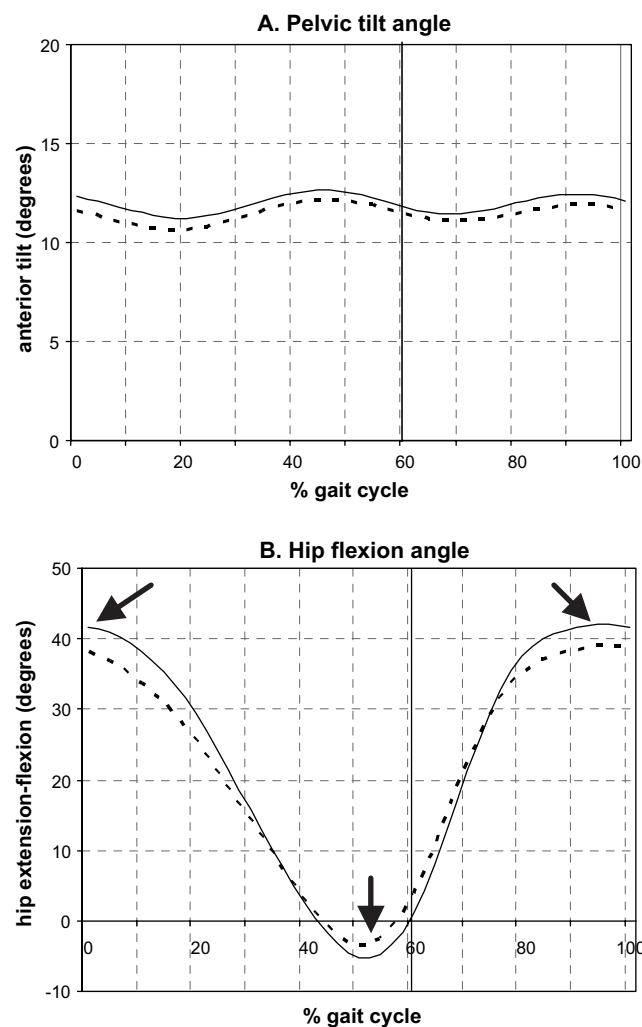 A. Pelvic tilt angle
20
15
10
5
0
anterior tilt (degrees)
0 20 40 60 80 100
% gait cycle
B. Hip flexion angle
50
40
30
20
10
0
-10
hip extension-flexion (degrees)
0 20 40 60 80 100
% gait cycle